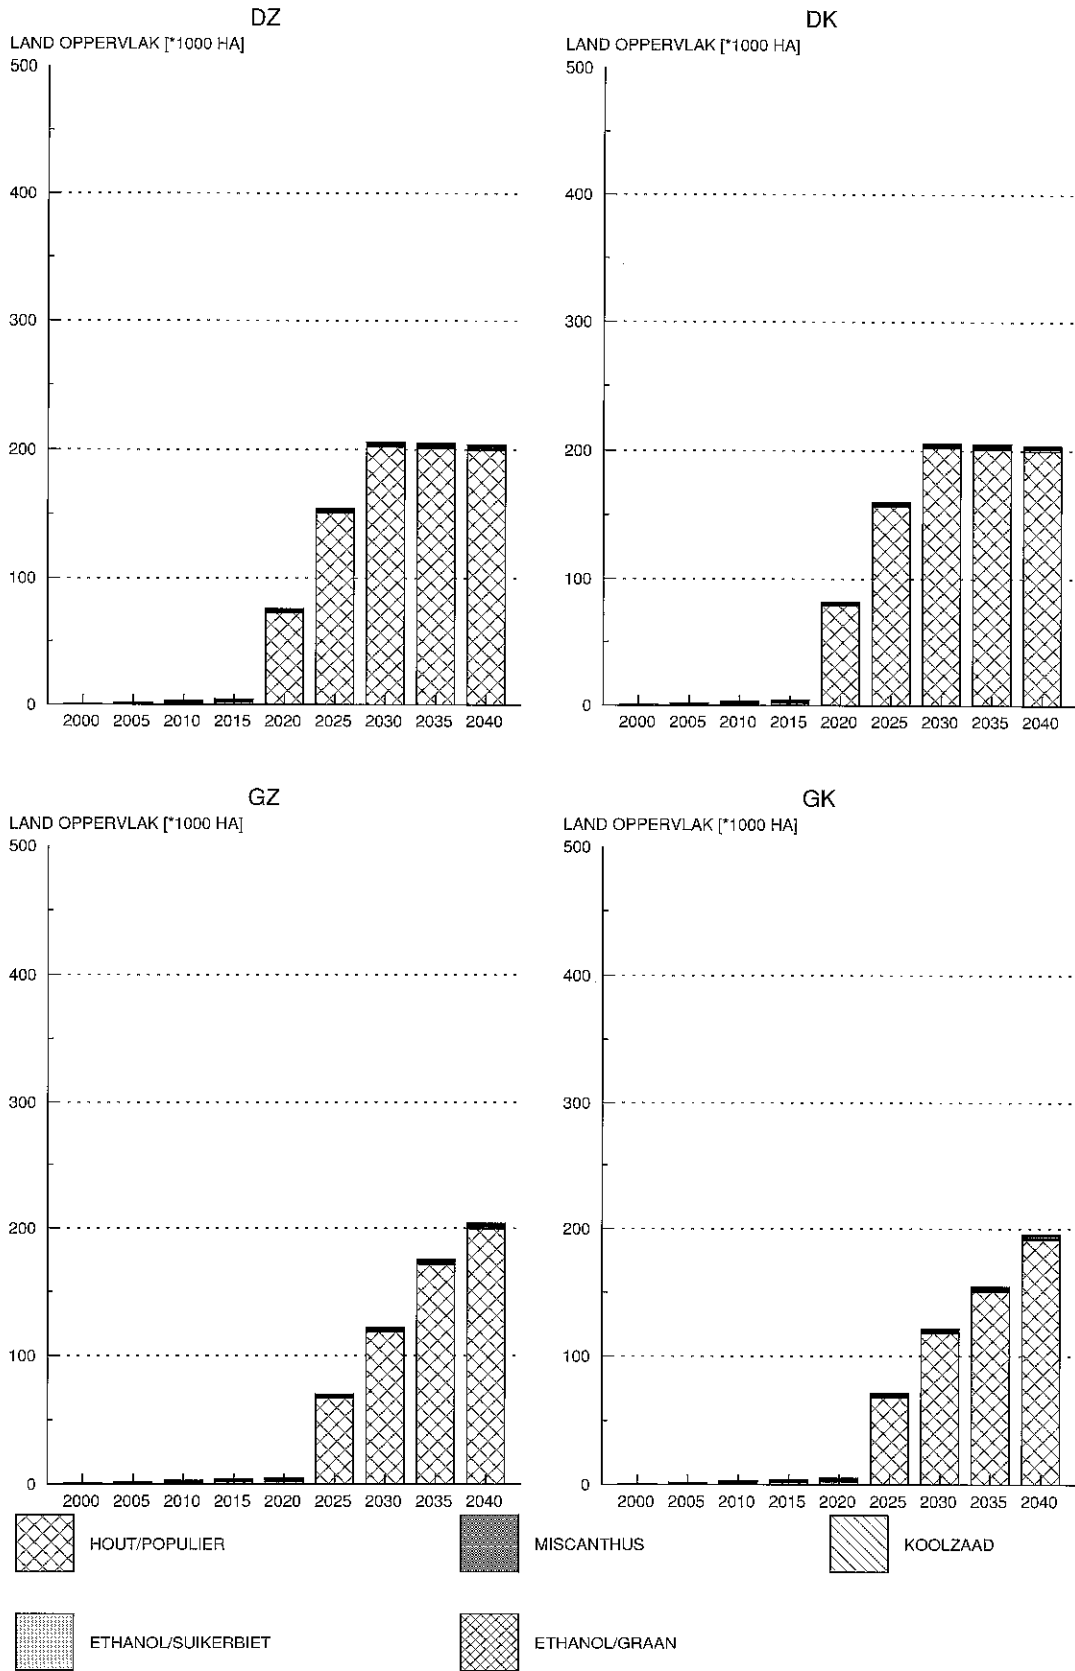 DZ
LAND OPPERVLAK [*1000 HA]
500
400
300
200
100
0
2000 2005 2010 2015 2020 2025 2030 2035 2040
DK
LAND OPPERVLAK [*1000 HA]
500
400
300
200
100
0
2000 2005 2010 2015 2020 2025 2030 2035 2040
GZ
LAND OPPERVLAK [*1000 HA]
500
400
300
200
100
0
2000 2005 2010 2015 2020 2025 2030 2035 2040
GK
LAND OPPERVLAK [*1000 HA]
500
400
300
200
100
0
2000 2005 2010 2015 2020 2025 2030 2035 2040
HOUT/POPULIER
MISCANTHUS
KOOLZAAD
ETHANOL/SUIKERBIET
ETHANOL/GRAAN